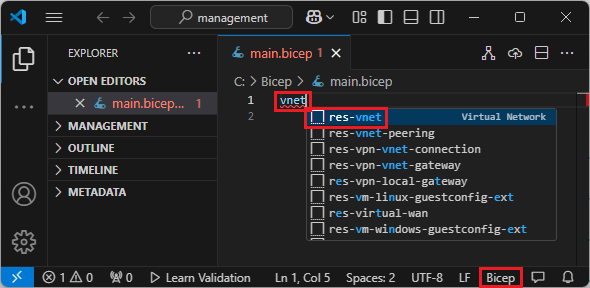 management
EXPLORER
OPEN EDITORS
main.bicep... 1
MANAGEMENT
OUTLINE
TIMELINE
METADATA
main.bicep 1
C: > Bicep > main.bicep
1 vnet
2
res-vnet Virtual Network
res-vnet-peering
res-vpn-vnet-connection
res-vpn-vnet-gateway
res-vpn-local-gateway
res-vm-linux-guestconfig-ext
res-virtual-wan
res-vm-windows-guestconfig-ext
1 0 0 Learn Validation Ln 1, Col 5 Spaces: 2 UTF-8 LF Bicep